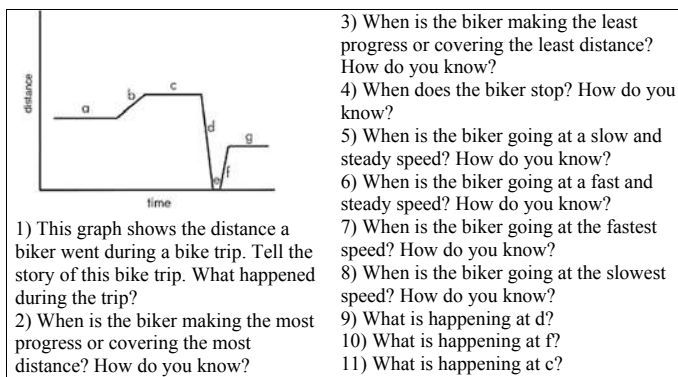 distance
a
b
c
d
e
f
g
time
1) This graph shows the distance a
biker went during a bike trip. Tell the
story of this bike trip. What happened
during the trip?
2) When is the biker making the most
progress or covering the most
distance? How do you know?
3) When is the biker making the least
progress or covering the least distance?
How do you know?
4) When does the biker stop? How do you
know?
5) When is the biker going at a slow and
steady speed? How do you know?
6) When is the biker going at a fast and
steady speed? How do you know?
7) When is the biker going at the fastest
speed? How do you know?
8) When is the biker going at the slowest
speed? How do you know?
9) What is happening at d?
10) What is happening at f?
11) What is happening at c?